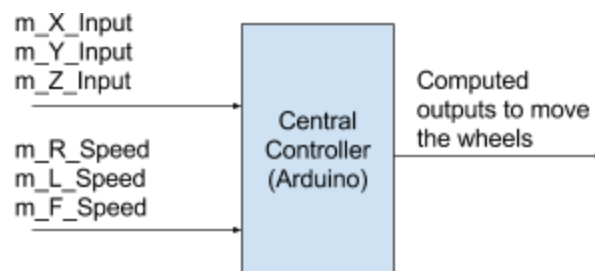 m_X_Input
m_Y_Input
m_Z_Input
m_R_Speed
m_L_Speed
m_F_Speed
Central
Controller
(Arduino)
Computed
outputs to move
the wheels